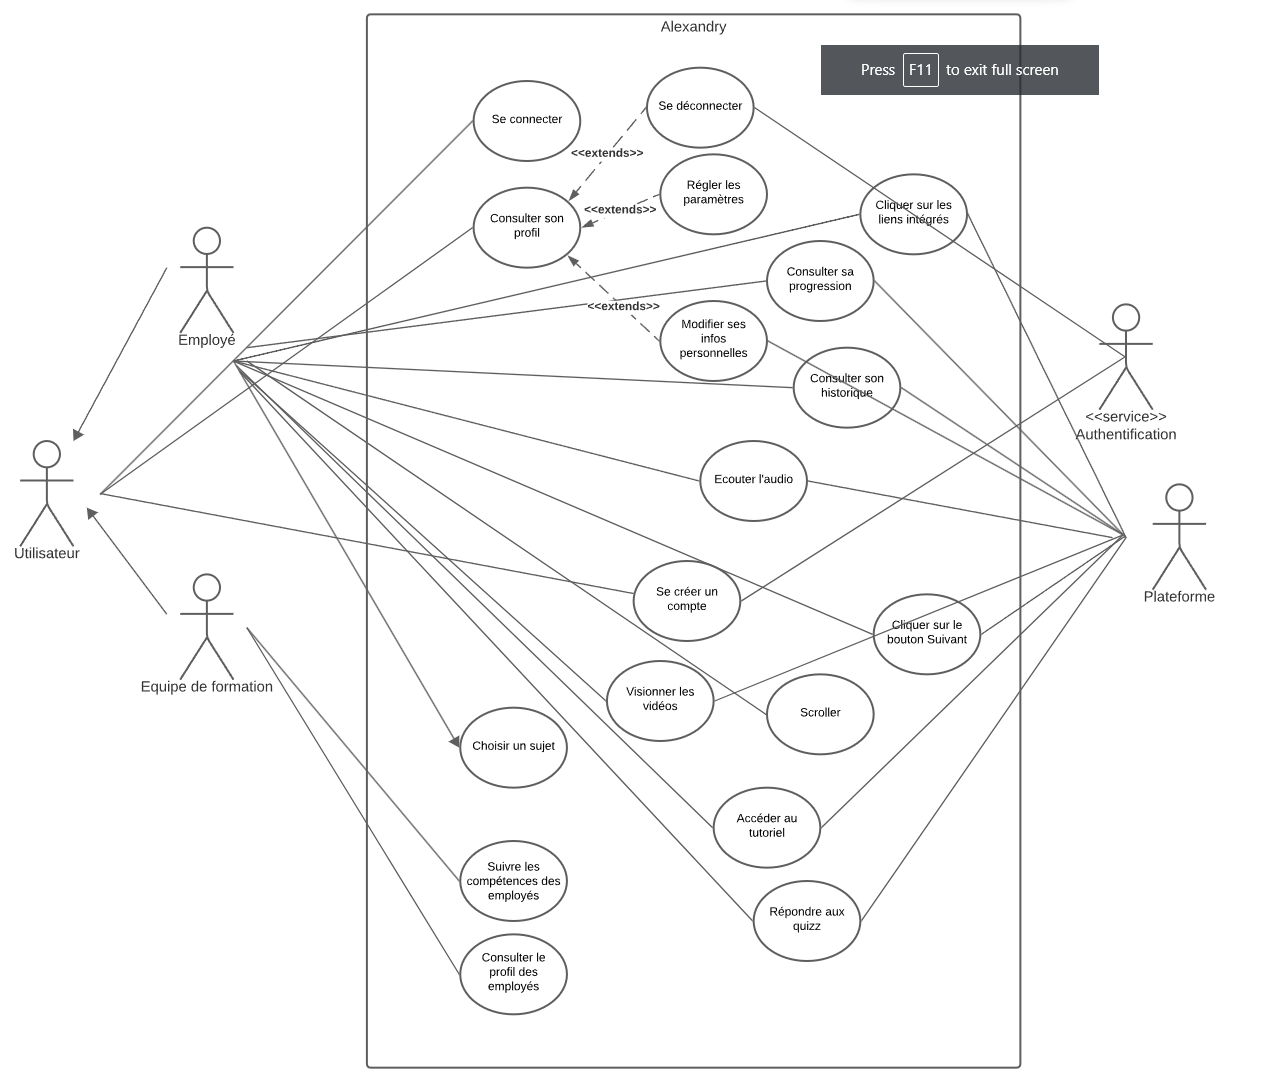 Alexandry
Press F11 to exit full screen
Se connecter
Se déconnecter
<<extends>>
Régler les
paramètres
<<extends>>
Consulter son
profil
Cliquer sur les
liens intégrés
Consulter sa
progression
<<extends>>
Modifier ses
infos
personnelles
Employé
Consulter son
historique
<<service>>
Authentification
Ecouter l'audio
Utilisateur
Se créer un
compte
Plateforme
Cliquer sur le
bouton Suivant
Equipe de formation
Visionner les
vidéos
Scroller
Choisir un sujet
Accéder au
tutoriel
Suivre les
compétences des
employés
Répondre aux
quizz
Consulter le
profil des
employés